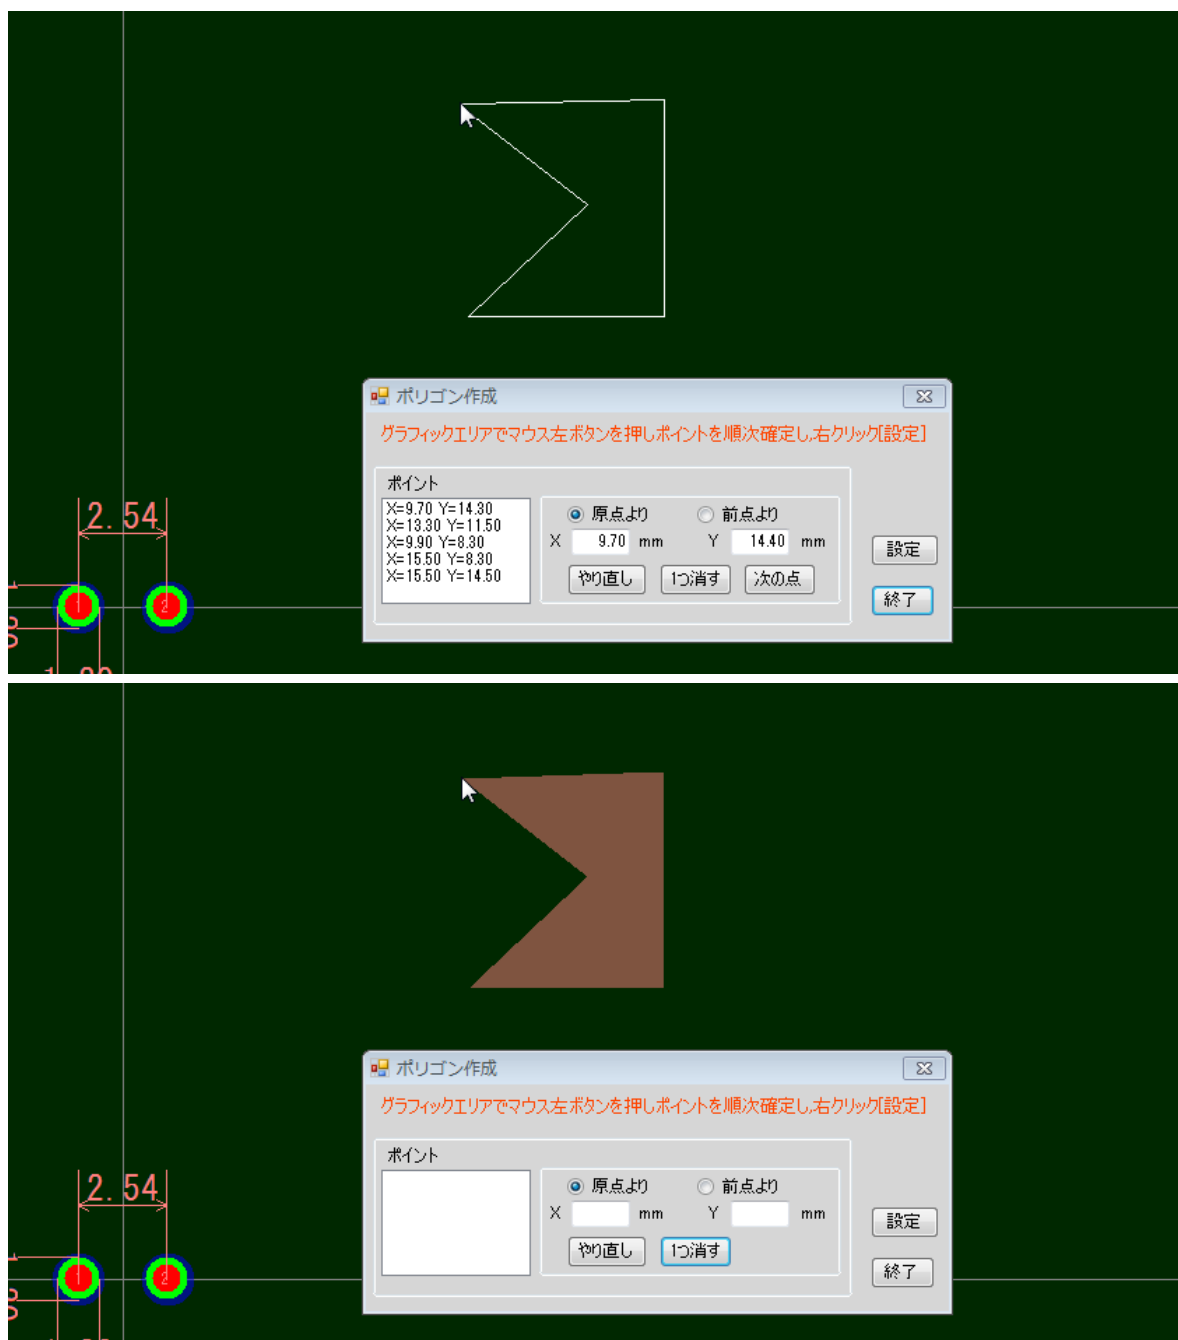 ポリゴン作成
グラフィックエリアでマウス左ボタンを押しポイントを順次確定し,右クリック[設定]
ポイント
X=9.70 Y=14.30
X=13.30 Y=11.50
X=9.90 Y=8.30
X=15.50 Y=8.30
X=15.50 Y=14.50
原点より 前点より
X 9.70 mm Y 14.40 mm
やり直し 1つ消す 次の点
設定
終了
2.54
1 2
ポリゴン作成
グラフィックエリアでマウス左ボタンを押しポイントを順次確定し,右クリック[設定]
ポイント
原点より 前点より
X mm Y mm
やり直し 1つ消す
設定
終了
2.54
1 2